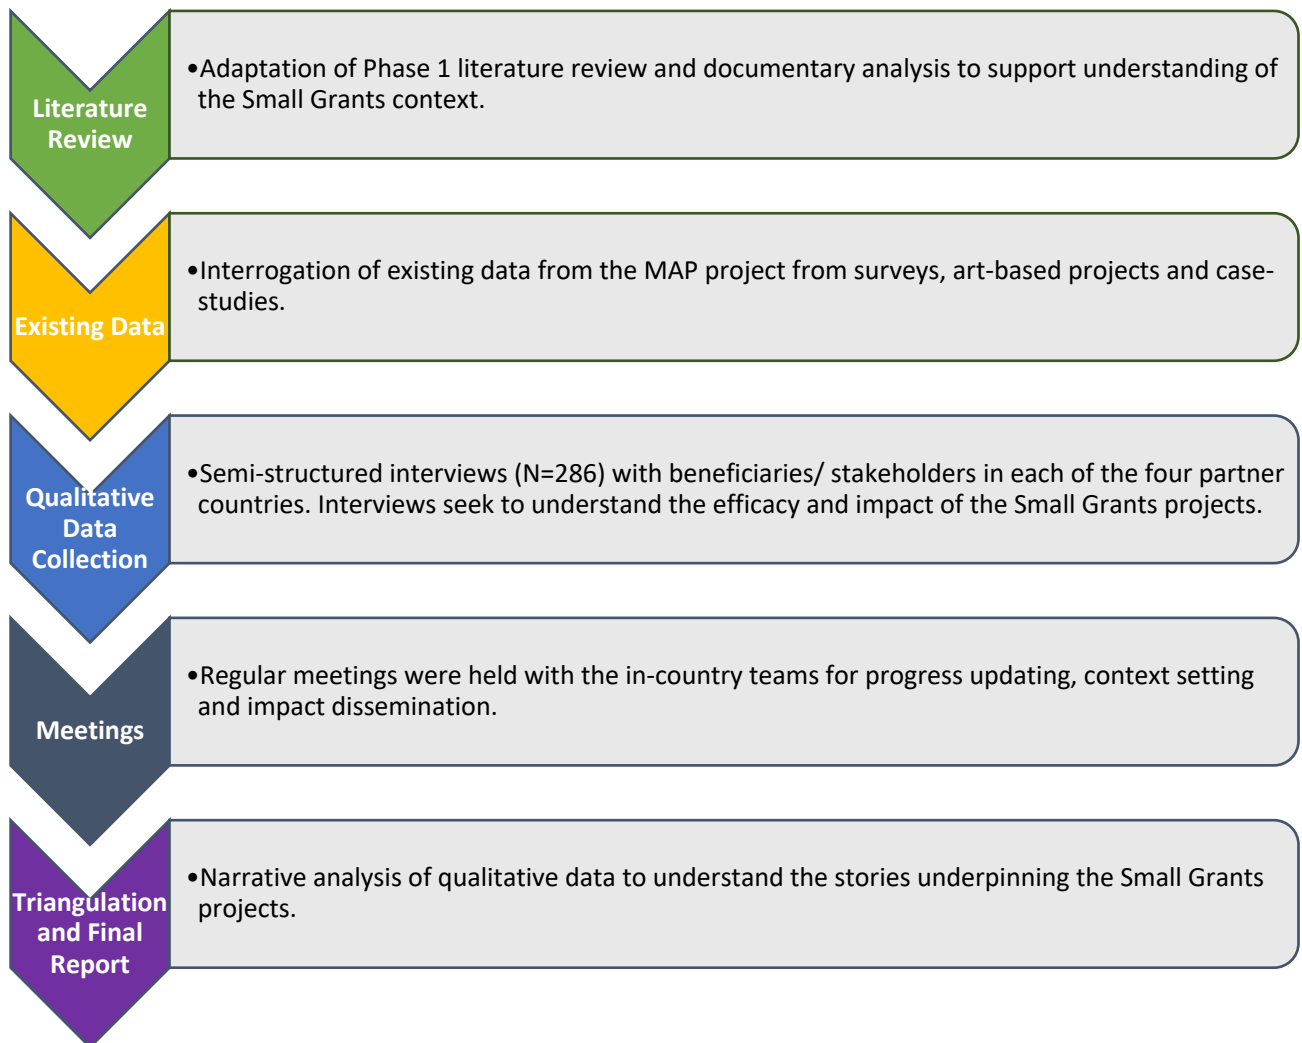 Literature
Review
•Adaptation of Phase 1 literature review and documentary analysis to support understanding of
the Small Grants context.
Existing Data
•Interrogation of existing data from the MAP project from surveys, art-based projects and case-
studies.
Qualitative
Data
Collection
•Semi-structured interviews (N=286) with beneficiaries/ stakeholders in each of the four partner
countries. Interviews seek to understand the efficacy and impact of the Small Grants projects.
Meetings
•Regular meetings were held with the in-country teams for progress updating, context setting
and impact dissemination.
Triangulation
and Final
Report
•Narrative analysis of qualitative data to understand the stories underpinning the Small Grants
projects.